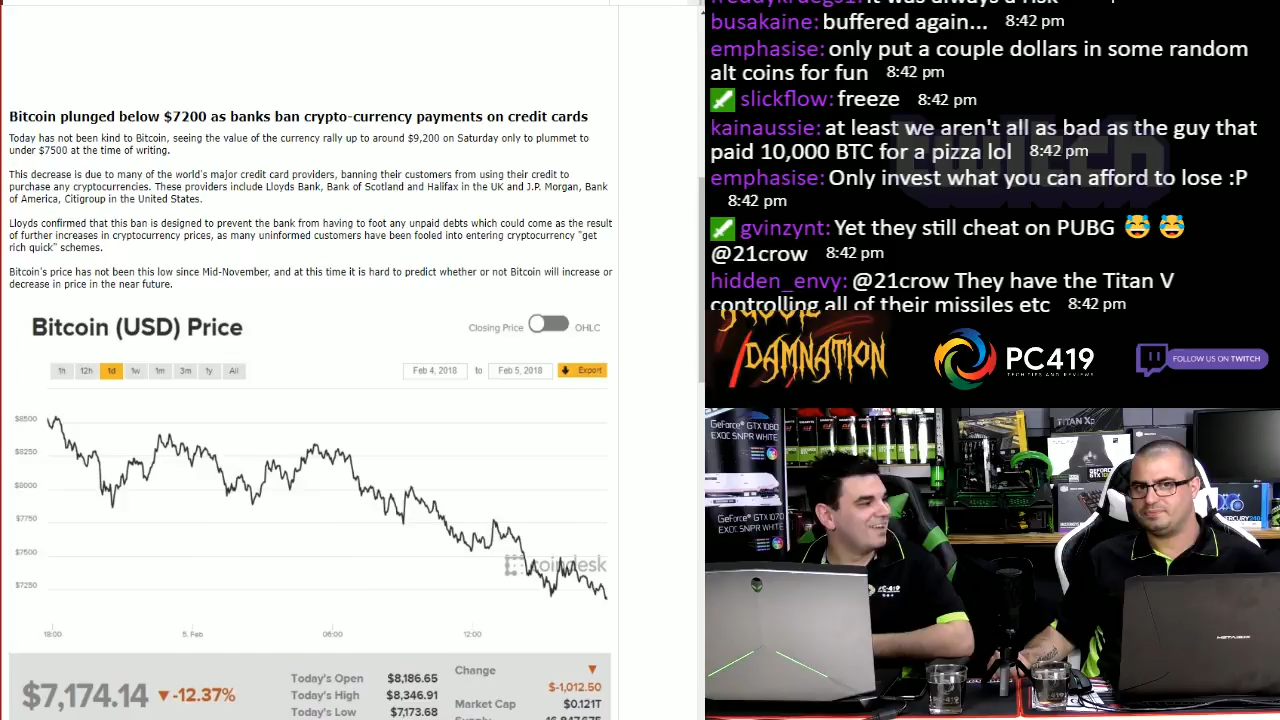 Bitcoin plunged below $7200 as banks ban crypto-currency payments on credit cards
Today has not been kind to Bitcoin, seeing the value of the currency rally up to around $9,200 on Saturday only to plummet to
under $7500 at the time of writing.
This decrease is due to many of the world's major credit card providers, banning their customers from using their credit to
purchase any cryptocurrencies. These providers include Lloyds Bank, Bank of Scotland and Halifax in the UK and J.P. Morgan, Bank
of America, Citigroup in the United States.
Lloyds confirmed that this ban is designed to prevent the bank from having to foot any unpaid debts which could come as the result
of further increases in cryptocurrency prices, as many uninformed customers have been fooled into entering cryptocurrency "get
rich quick" schemes.
Bitcoin's price has not been this low since Mid-November, and at this time it is hard to predict whether or not Bitcoin will increase or
decrease in price in the near future.
Bitcoin (USD) Price
Closing Price OHLC
1h 12h 1d 1w 1m 3m 1y All
Feb 4, 2018 to Feb 5, 2018 Export
$8500
$8250
$8000
$7750
$7500
$7250
coindesk
18:00 5. Feb 06:00 12:00
$7,174.14 ▼-12.37%
Today's Open $8,186.65
Today's High $8,346.91
Today's Low $7,173.68
Change ▼
$-1,012.50
Market Cap $0.121T
busakaine: buffered again... 8:42 pm
emphasise: only put a couple dollars in some random
alt coins for fun 8:42 pm
slickflow: freeze 8:42 pm
kainaussie: at least we aren't all as bad as the guy that
paid 10,000 BTC for a pizza lol 8:42 pm
emphasise: Only invest what you can afford to lose :P
8:42 pm
gvinzynt: Yet they still cheat on PUBG 😂 😂
@21crow 8:42 pm
hidden_envy: @21crow They have the Titan V
controlling all of their missiles etc 8:42 pm
twitch
DAMNATION
PC419
TECH TIPS AND REVIEWS
FOLLOW US ON TWITCH
GeForce GTX 1080
EXOC SNPR WHITE
GeForce® GTX 1070
EXOC SNPR WHITE
TITAN Xp
PC419
METABOX